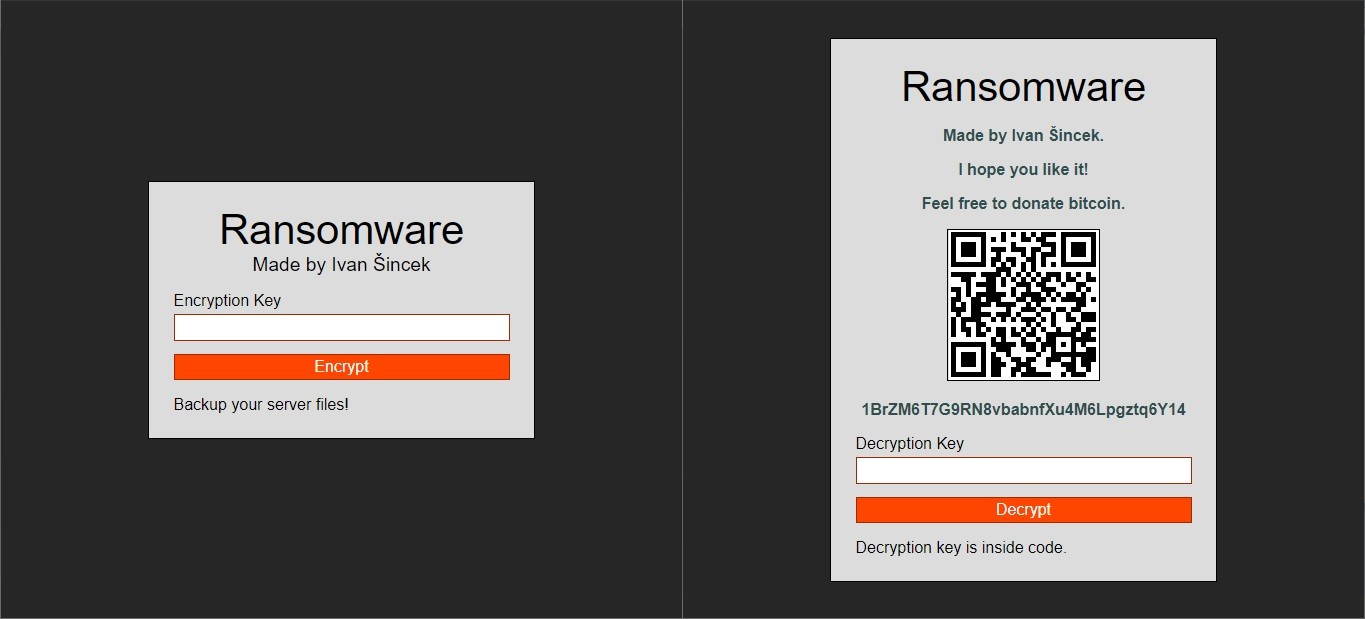 Ransomware
Made by Ivan Šincek
Encryption Key
Encrypt
Backup your server files!
Ransomware
Made by Ivan Šincek.
I hope you like it!
Feel free to donate bitcoin.
1BrZM6T7G9RN8vbabnfXu4M6Lpgztq6Y14
Decryption Key
Decrypt
Decryption key is inside code.